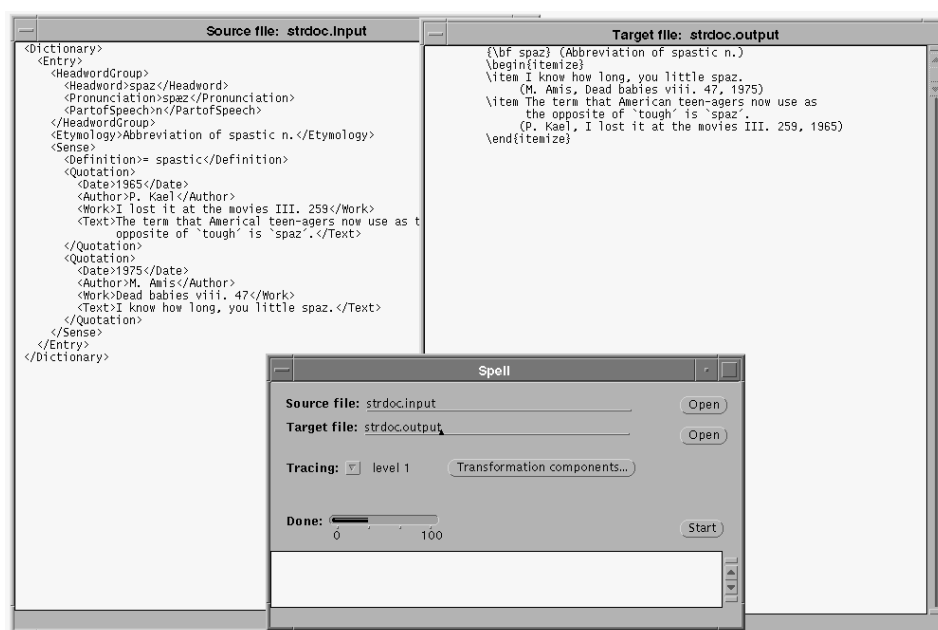 Source file: strdoc.input
<Dictionary>
<Entry>
<HeadwordGroup>
<Headword>spaz</Headword>
<Pronunciation>spæz</Pronunciation>
<PartofSpeech>n</PartofSpeech>
</HeadwordGroup>
<Etymology>Abbreviation of spastic n.</Etymology>
<Sense>
<Definition>= spastic</Definition>
<Quotation>
<Date>1965</Date>
<Author>P. Kael</Author>
<Work>I lost it at the movies III. 259</Work>
<Text>The term that Americal teen-agers now use as t
opposite of `tough´ is `spaz´.</Text>
</Quotation>
<Quotation>
<Date>1975</Date>
<Author>M. Amis</Author>
<Work>Dead babies viii. 47</Work>
<Text>I know how long, you little spaz.</Text>
</Quotation>
</Sense>
</Entry>
</Dictionary>
Target file: strdoc.output
{\bf spaz} (Abbreviation of spastic n.)
\begin{itemize}
\item I know how long, you little spaz.
(M. Amis, Dead babies viii. 47, 1975)
\item The term that American teen-agers now use as
the opposite of `tough´ is `spaz´.
(P. Kael, I lost it at the movies III. 259, 1965)
\end{itemize}
Spell
Source file: strdoc.input
Open
Target file: strdoc.output
Open
Tracing: level 1 Transformation components...
Done:
0 100
Start